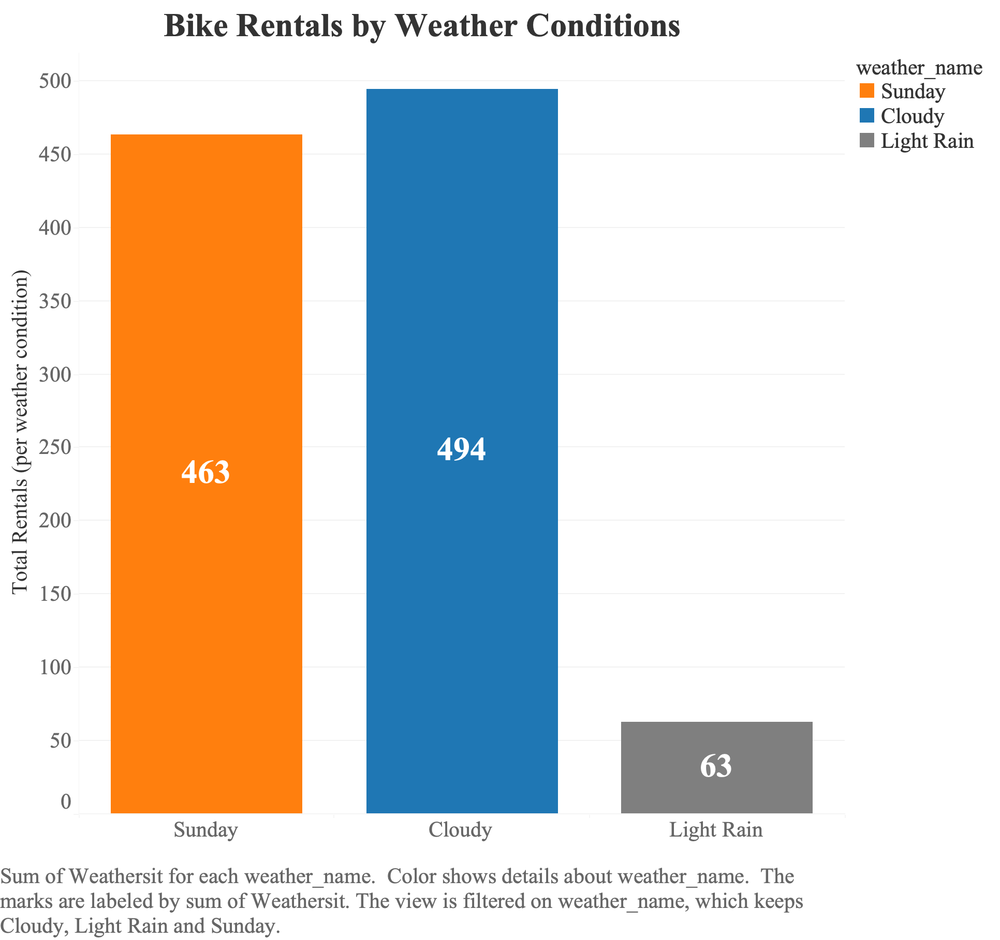 Bike Rentals by Weather Conditions
weather_name
Sunday
Cloudy
Light Rain
Total Rentals (per weather condition)
500
450
400
350
300
250
200
150
100
50
0
463
494
63
Sunday
Cloudy
Light Rain
Sum of Weathersit for each weather_name.  Color shows details about weather_name.  The
marks are labeled by sum of Weathersit. The view is filtered on weather_name, which keeps
Cloudy, Light Rain and Sunday.